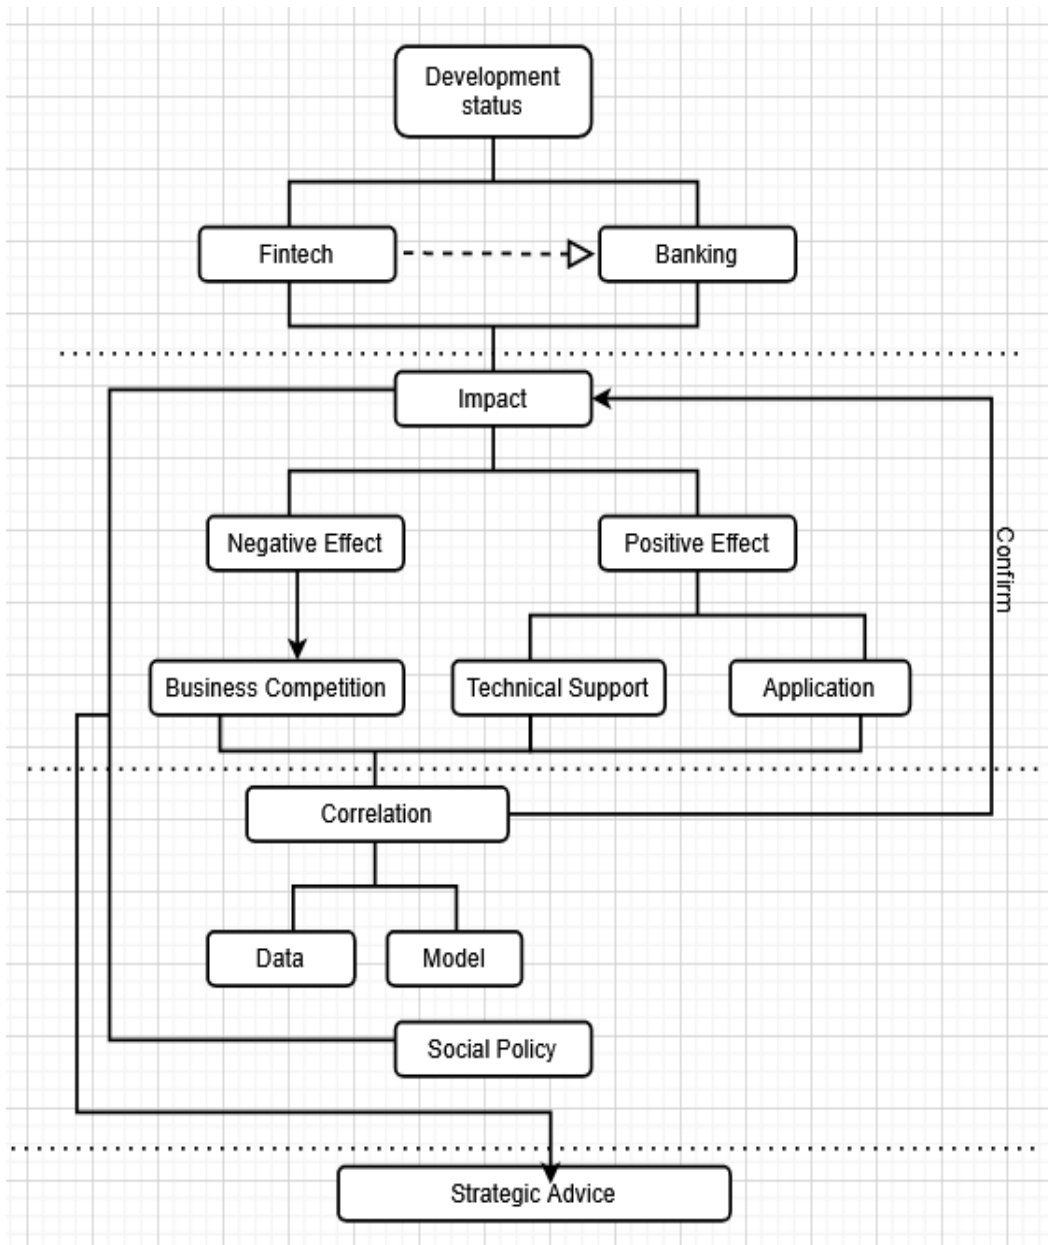 Development
status
Fintech
Banking
Impact
Negative Effect
Positive Effect
Confirm
Business Competition
Technical Support
Application
Correlation
Data
Model
Social Policy
Strategic Advice